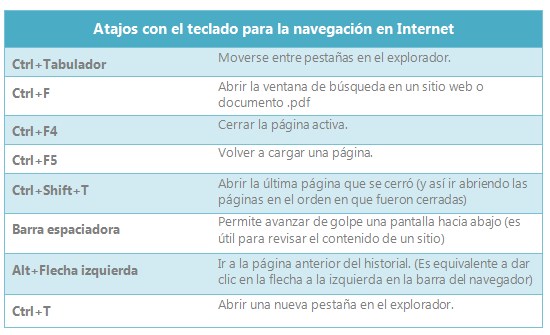 Atajos con el teclado para la navegación en Internet
Ctrl+Tabulador Moverse entre pestañas en el explorador.
Ctrl+F Abrir la ventana de búsqueda en un sitio web o
documento .pdf
Ctrl+F4 Cerrar la página activa.
Ctrl+F5 Volver a cargar una página.
Ctrl+Shift+T Abrir la última página que se cerró (y así ir abriendo las
páginas en el orden en que fueron cerradas)
Barra espaciadora Permite avanzar de golpe una pantalla hacia abajo (es
útil para revisar el contenido de un sitio)
Alt+Flecha izquierda Ir a la página anterior del historial. (Es equivalente a dar
clic en la flecha a la izquierda en la barra del navegador)
Ctrl+T Abrir una nueva pestaña en el explorador.